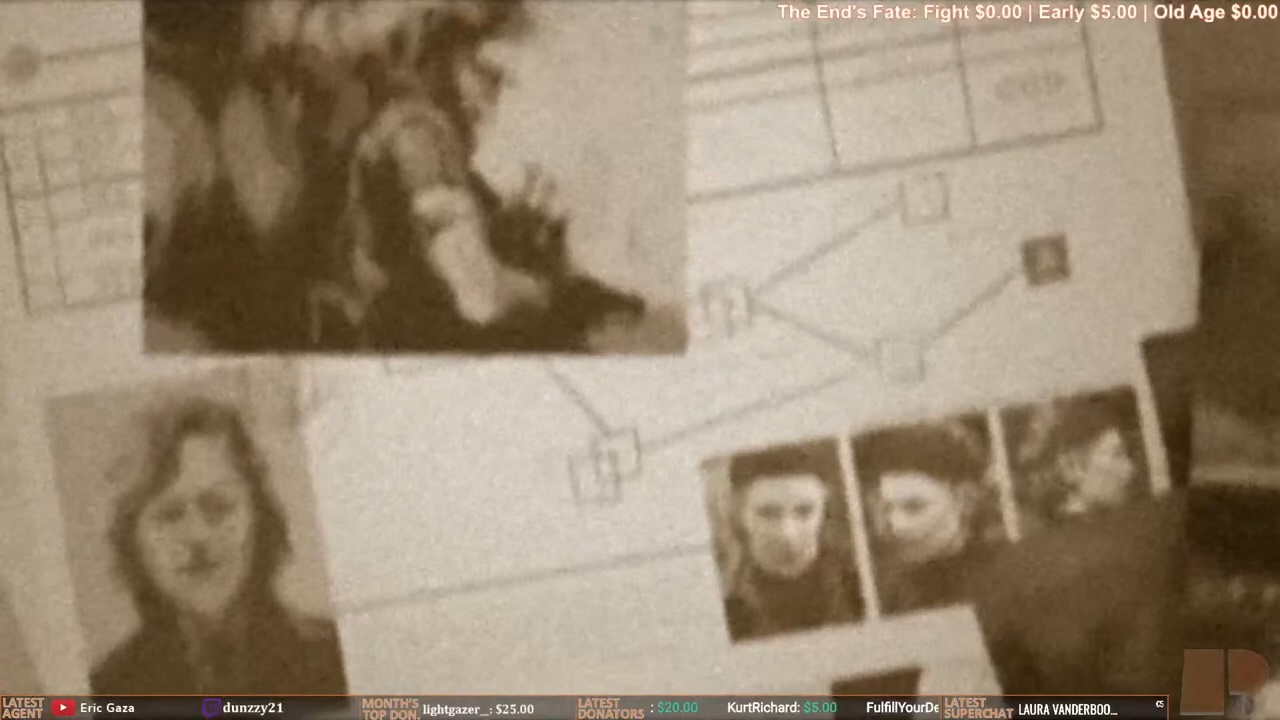 The End's Fate: Fight $0.00 | Early $5.00 | Old Age $0.00
LATEST AGENT
Eric Gaza
dunzzy21
MONTH'S TOP DON.
lightgazer_: $25.00
LATEST DONATORS
: $20.00
KurtRichard: $5.00
FulfillYourDe
LATEST SUPERCHAT
LAURA VANDERBOO...